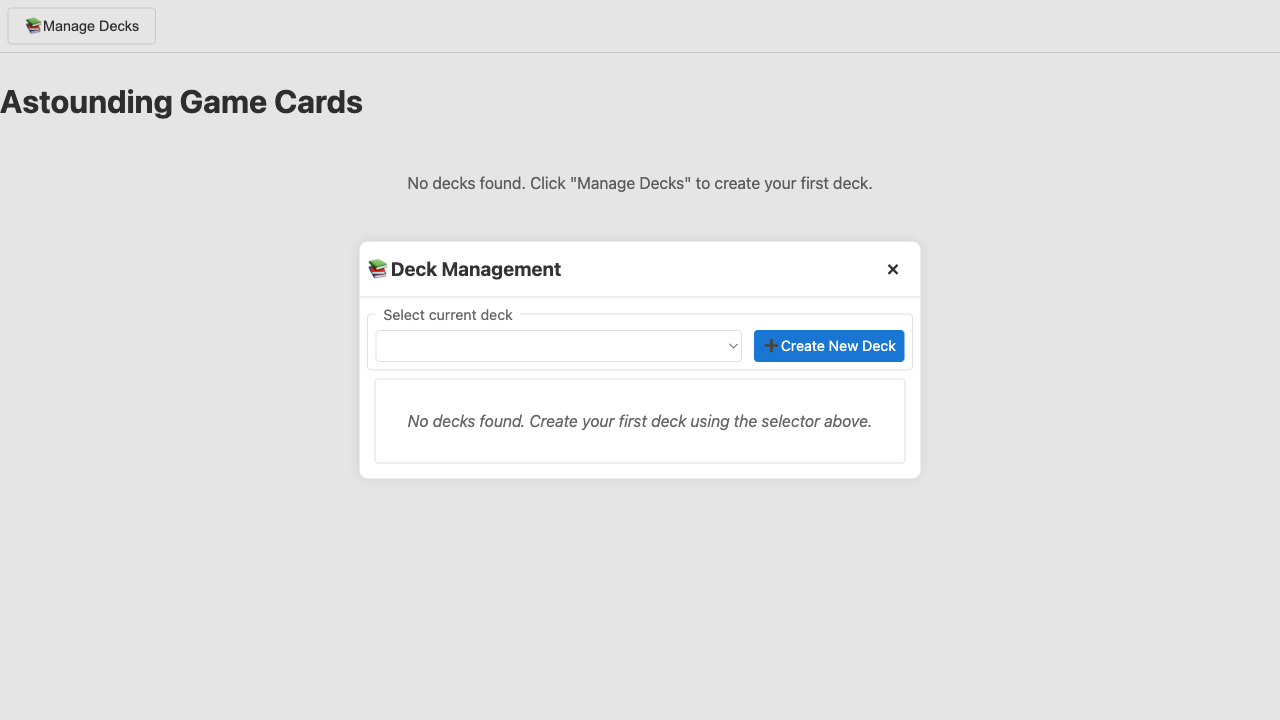 📚Manage Decks
Astounding Game Cards
No decks found. Click "Manage Decks" to create your first deck.
📚Deck Management
×
Select current deck
➕Create New Deck
No decks found. Create your first deck using the selector above.